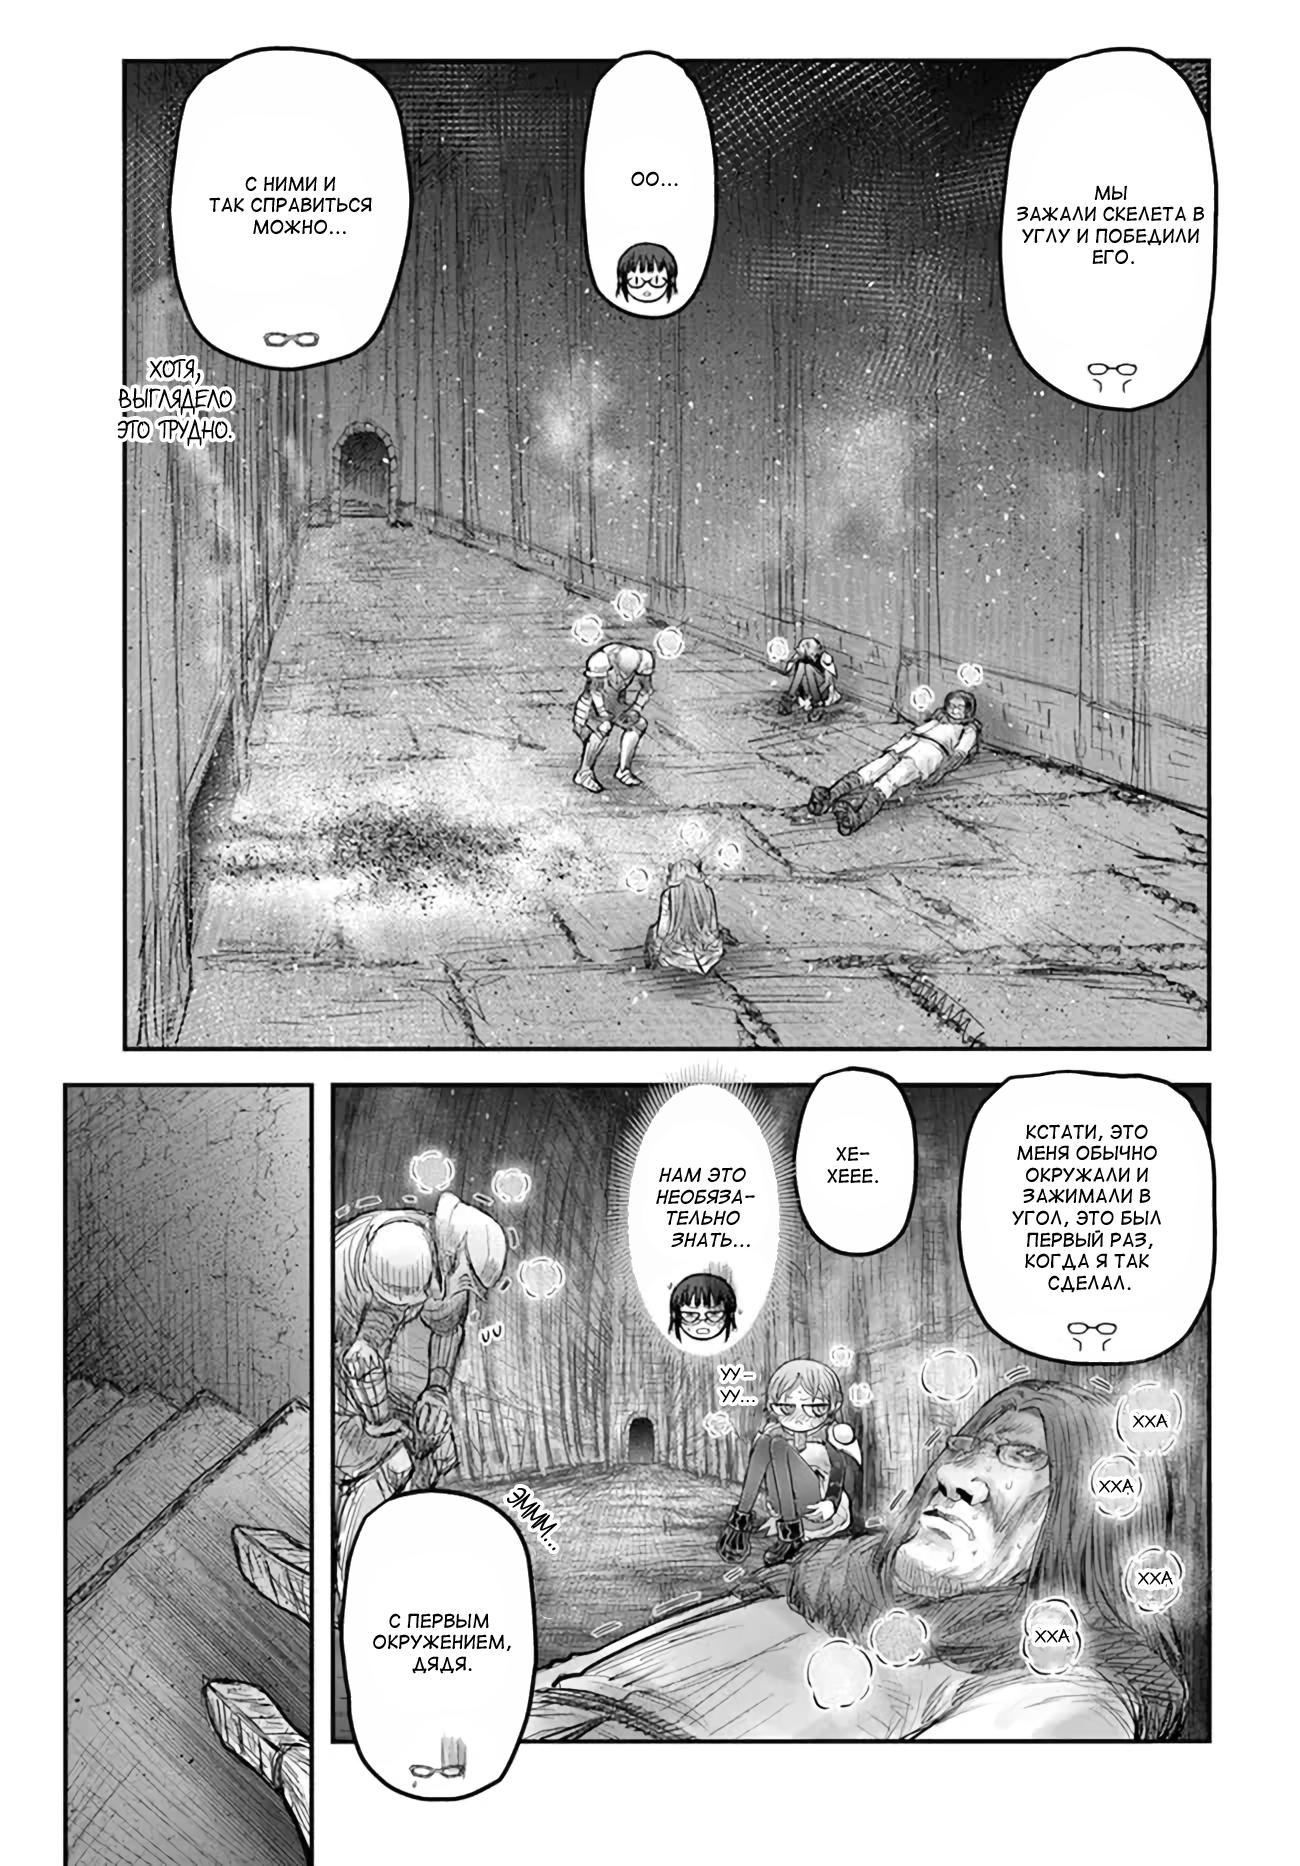 МЫ
ЗАЖАЛИ СКЕЛЕТА В
УГЛУ И ПОБЕДИЛИ
ЕГО.
ОО...
С НИМИ И
ТАК СПРАВИТЬСЯ
МОЖНО...
ХОТЯ,
ВЫГЛЯДЕЛО
ЭТО ТРУДНО.
КСТАТИ, ЭТО
МЕНЯ ОБЫЧНО
ОКРУЖАЛИ И
ЗАЖИМАЛИ В
УГОЛ, ЭТО БЫЛ
ПЕРВЫЙ РАЗ,
КОГДА Я ТАК
СДЕЛАЛ.
ХЕ-
ХЕЕЕ.
НАМ ЭТО
НЕОБЯЗА-
ТЕЛЬНО
ЗНАТЬ...
УУ-
УУ...
ХХА
ХХА
ХХА
ХХА
ЭМММ...
С ПЕРВЫМ
ОКРУЖЕНИЕМ,
ДЯДЯ.